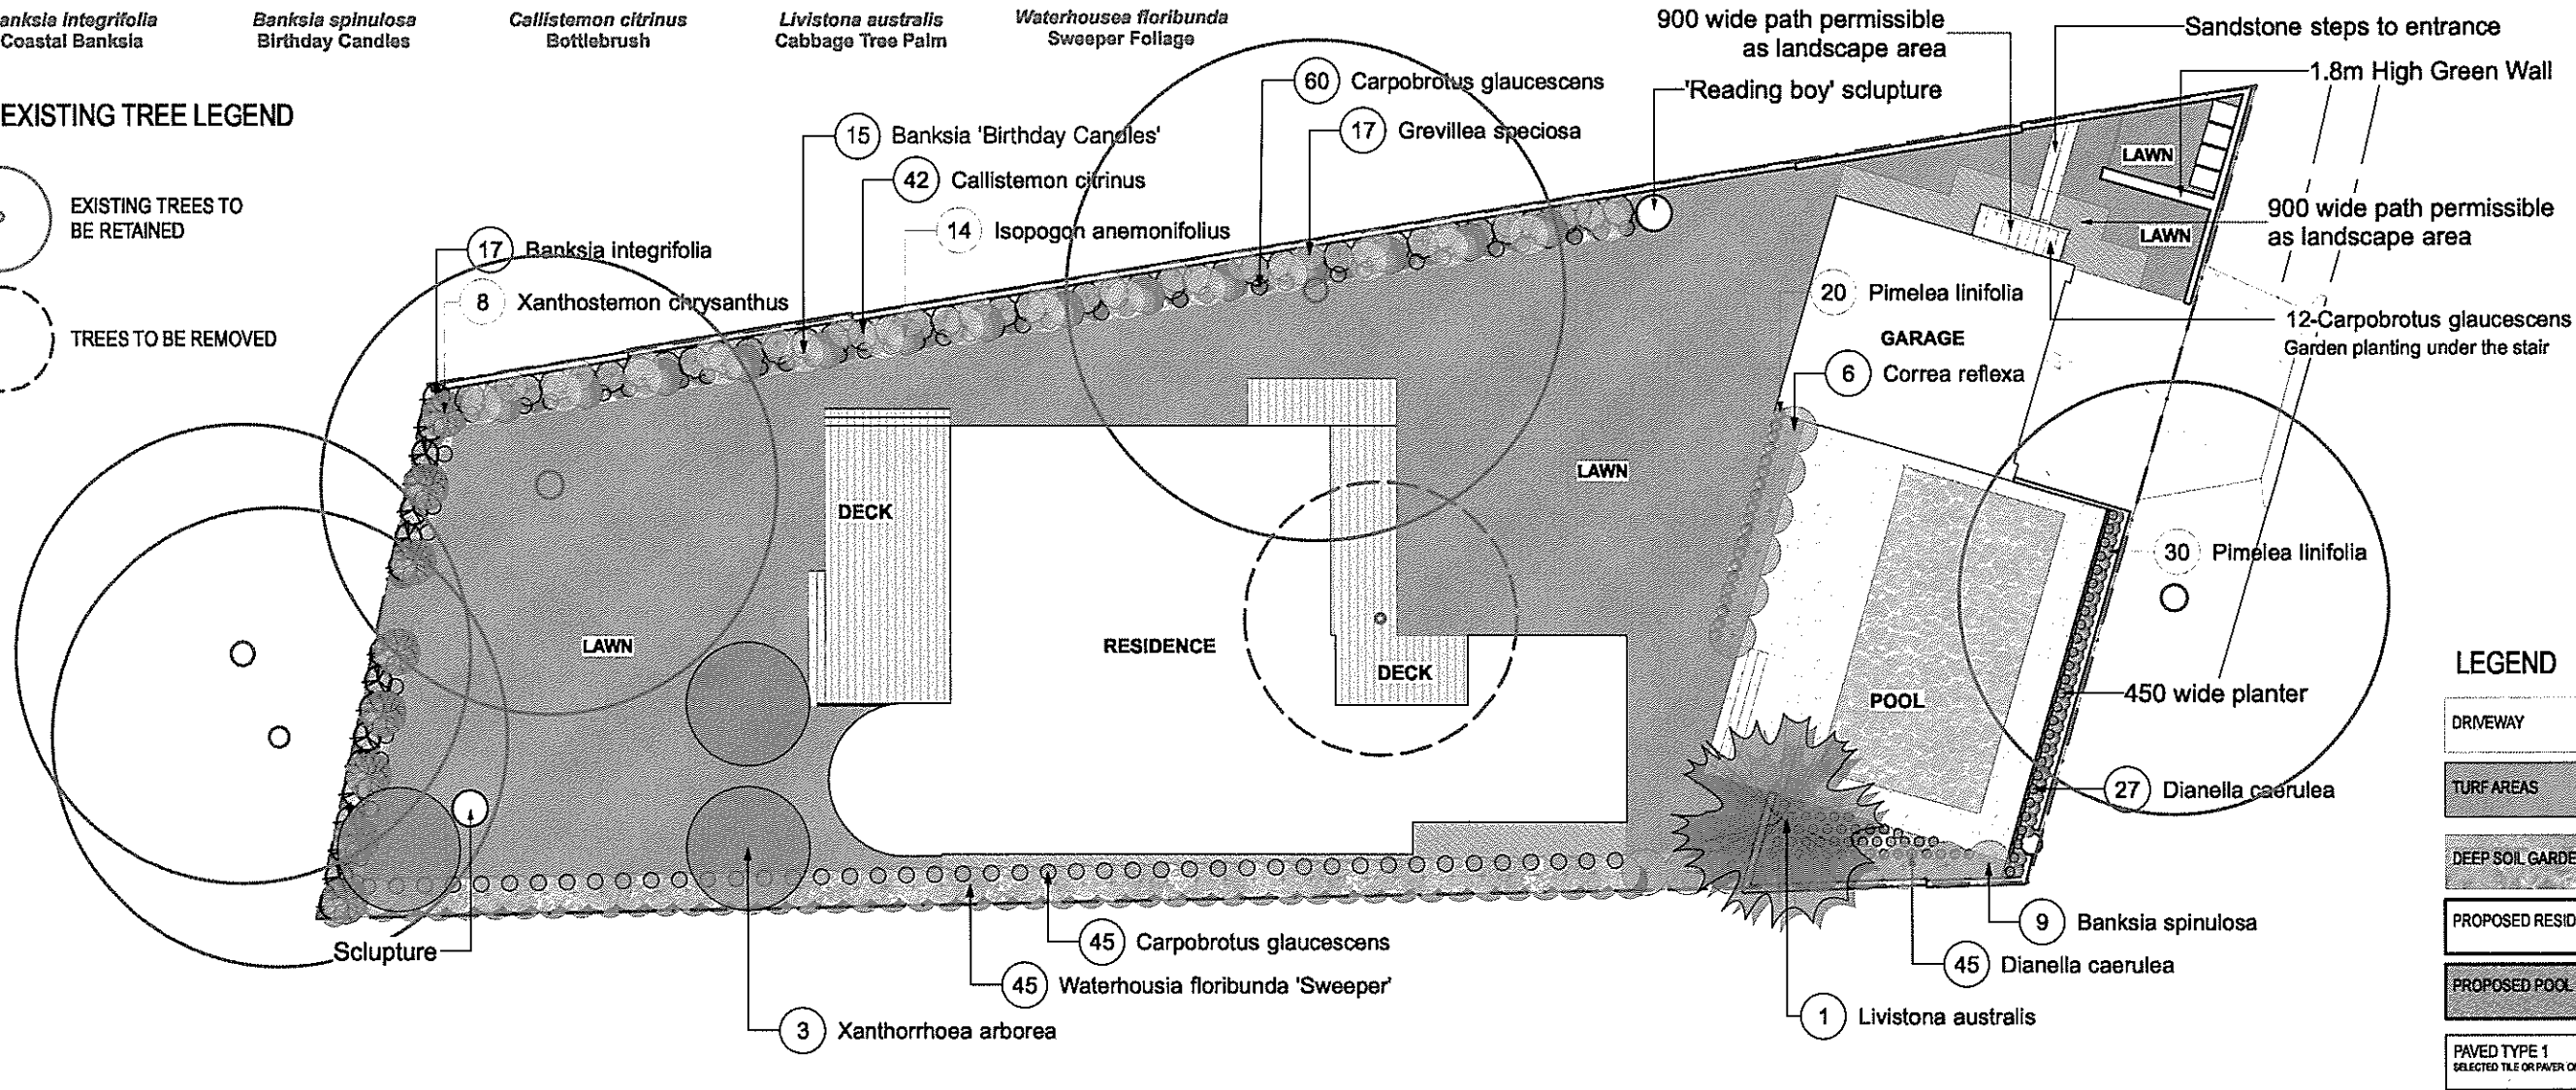 anksia integrifolia
Coastal Banksia
Banksia spinulosa
Birthday Candles
Callistemon citrinus
Bottlebrush
Livistona australis
Cabbage Tree Palm
Waterhousea floribunda
Sweeper Foliage
EXISTING TREE LEGEND
EXISTING TREES TO
BE RETAINED
TREES TO BE REMOVED
900 wide path permissible
as landscape area
Sandstone steps to entrance
1.8m High Green Wall
'Reading boy' sclupture
60 Carpobrotus glaucescens
17 Grevillea speciosa
15 Banksia 'Birthday Candles'
42 Callistemon citrinus
14 Isopogon anemonifolius
17 Banksia integrifolia
8 Xanthostemon chrysanthus
LAWN
LAWN
900 wide path permissible
as landscape area
12-Carpobrotus glaucescens
Garden planting under the stair
20 Pimelea linifolia
GARAGE
6 Correa reflexa
LAWN
DECK
30 Pimelea linifolia
LAWN
RESIDENCE
DECK
POOL
450 wide planter
27 Dianella caerulea
9 Banksia spinulosa
45 Dianella caerulea
1 Livistona australis
Sclupture
45 Carpobrotus glaucescens
45 Waterhousia floribunda 'Sweeper'
3 Xanthorrhoea arborea
LEGEND
DRIVEWAY
TURF AREAS
DEEP SOIL GARDE
PROPOSED RESID
PROPOSED POOL
PAVED TYPE 1
SELECTED TILE OR PAVER